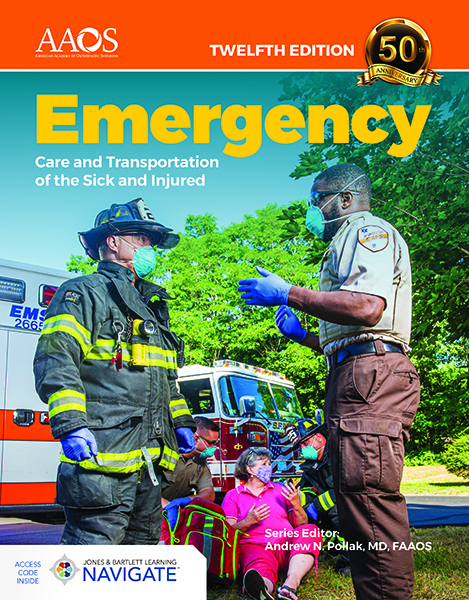 AAOS
AMERICAN ACADEMY OF ORTHOPAEDIC SURGEONS
TWELFTH EDITION
50th
ANNIVERSARY
Emergency
Care and Transportation
of the Sick and Injured
EMS
2665
Series Editor:
Andrew N. Pollak, MD, FAAOS
ACCESS
CODE
INSIDE
JONES & BARTLETT LEARNING
NAVIGATE